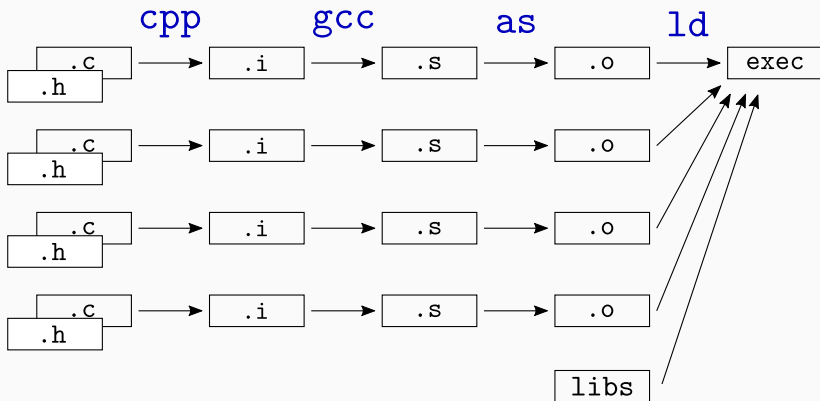 cpp gcc as ld
.c .i .s .o exec
.h
.c .i .s .o
.h
.c .i .s .o
.h
.c .i .s .o
.h
libs